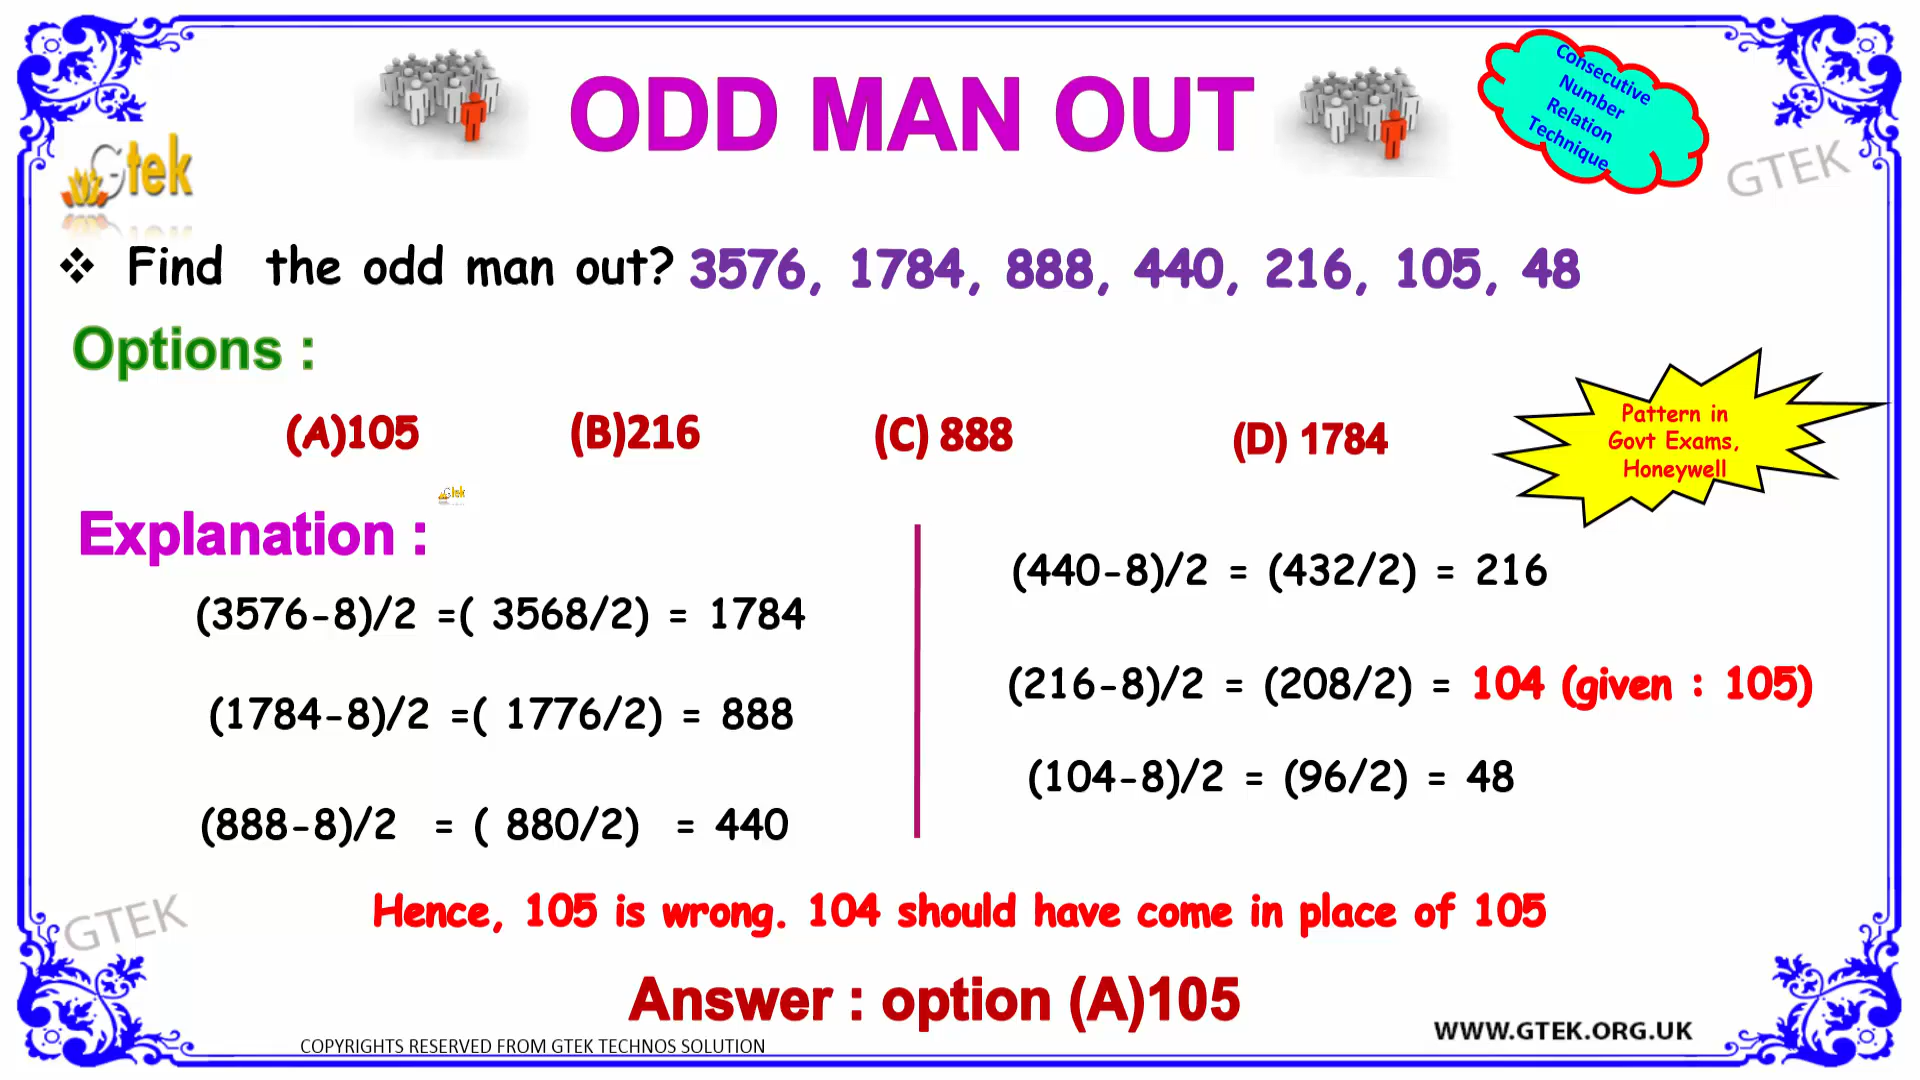 ODD MAN OUT
Consecutive
Number
Relation
Technique
Gtek
GTEK
❖ Find the odd man out? 3576, 1784, 888, 440, 216, 105, 48
Options :
(A)105 (B)216 (C) 888 (D) 1784
Pattern in
Govt Exams,
Honeywell
Gtek
Explanation :
(3576-8)/2 =( 3568/2) = 1784
(1784-8)/2 =( 1776/2) = 888
(888-8)/2 = ( 880/2) = 440
(440-8)/2 = (432/2) = 216
(216-8)/2 = (208/2) = 104 (given : 105)
(104-8)/2 = (96/2) = 48
GTEK
Hence, 105 is wrong. 104 should have come in place of 105
Answer : option (A)105
WWW.GTEK.ORG.UK
COPYRIGHTS RESERVED FROM GTEK TECHNOS SOLUTION